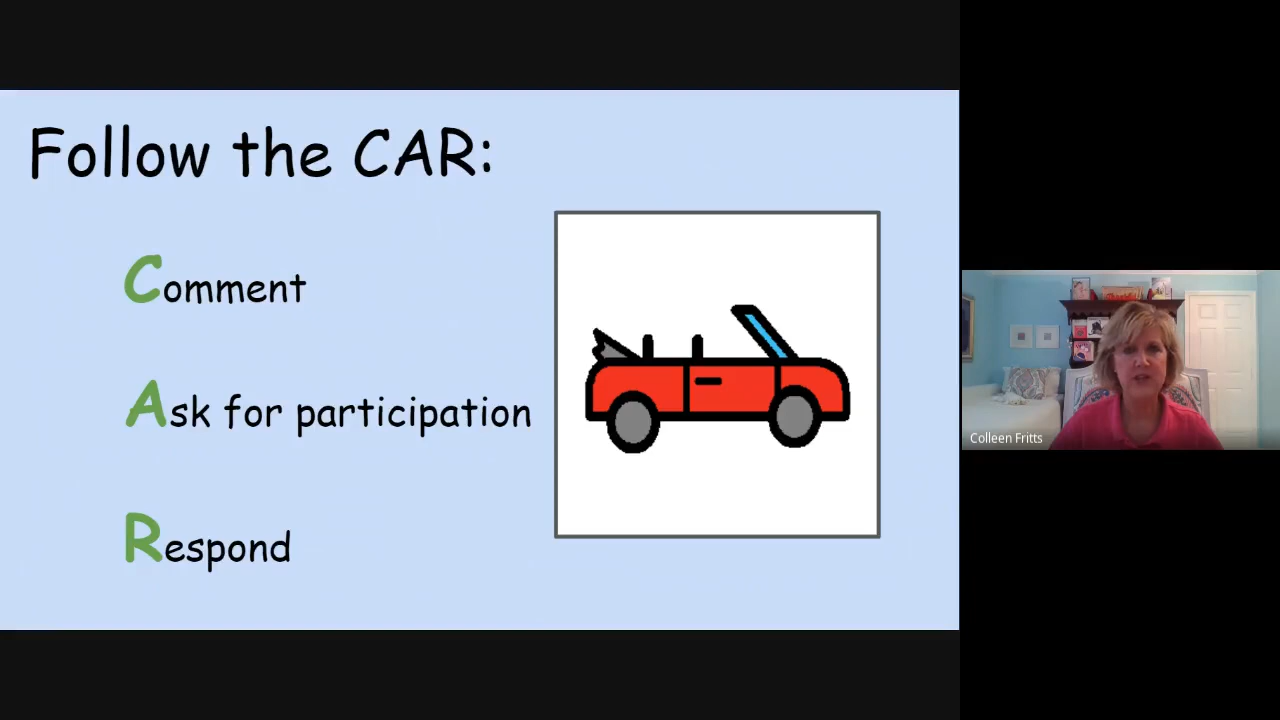 Follow the CAR:
Comment
Ask for participation
Respond
Colleen Fritts